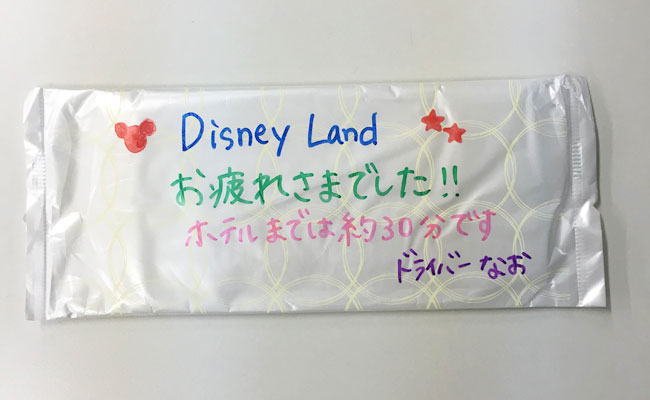 Disney Land
お疲れさまでした!!
ホテルまでは約30分です
ドライバー なお